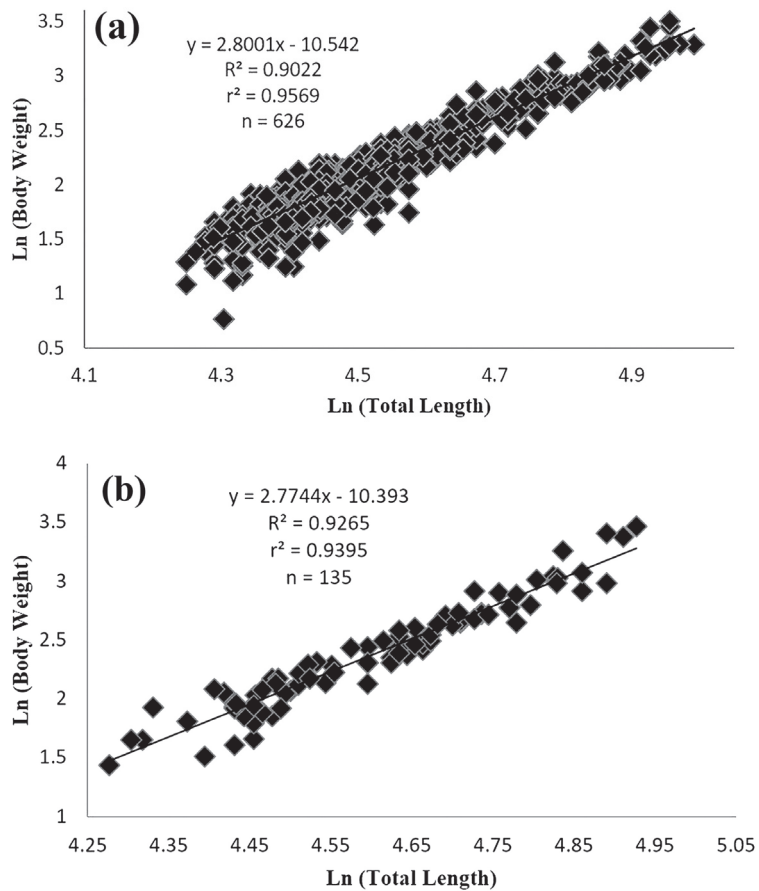 (a)
y = 2.8001x - 10.542
R² = 0.9022
r² = 0.9569
n = 626
3.5
3
2.5
2
1.5
1
0.5
Ln (Body Weight)
4.1 4.3 4.5 4.7 4.9
Ln (Total Length)
(b)
y = 2.7744x - 10.393
R² = 0.9265
r² = 0.9395
n = 135
4
3.5
3
2.5
2
1.5
1
Ln (Body Weight)
4.25 4.35 4.45 4.55 4.65 4.75 4.85 4.95 5.05
Ln (Total Length)